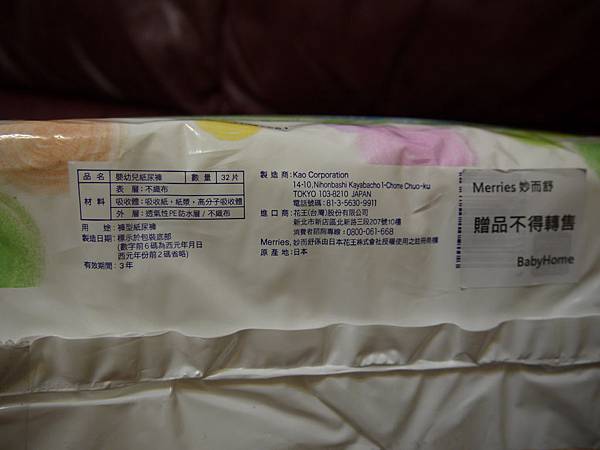 品名 嬰幼兒紙尿褲 數量 32片
表層:不織布
材料 吸收體:吸收紙,紙漿,高分子吸收體
外層:透氣性PE防水層/不織布
用途:褲型紙尿褲
製造日期:標示於包裝底部
(數字前6碼為西元年月日
西元年份前2碼省略)
有效期間:3年
製造商:Kao Corporation
14-10,Nihonbashi Kayabacho 1-Chome Chuo-ku
TOKYO 103-8210 JAPAN
電話號碼:81-3-5630-9911
進口商:花王(台灣)股份有限公司
新北市新店區北新路三段207號10樓
消費者諮詢專線:0800-061-668
Merries,妙而舒係由日本花王株式會社授權使用之註冊商標
原產地:日本
Merries 妙而舒
贈品不得轉售
BabyHome